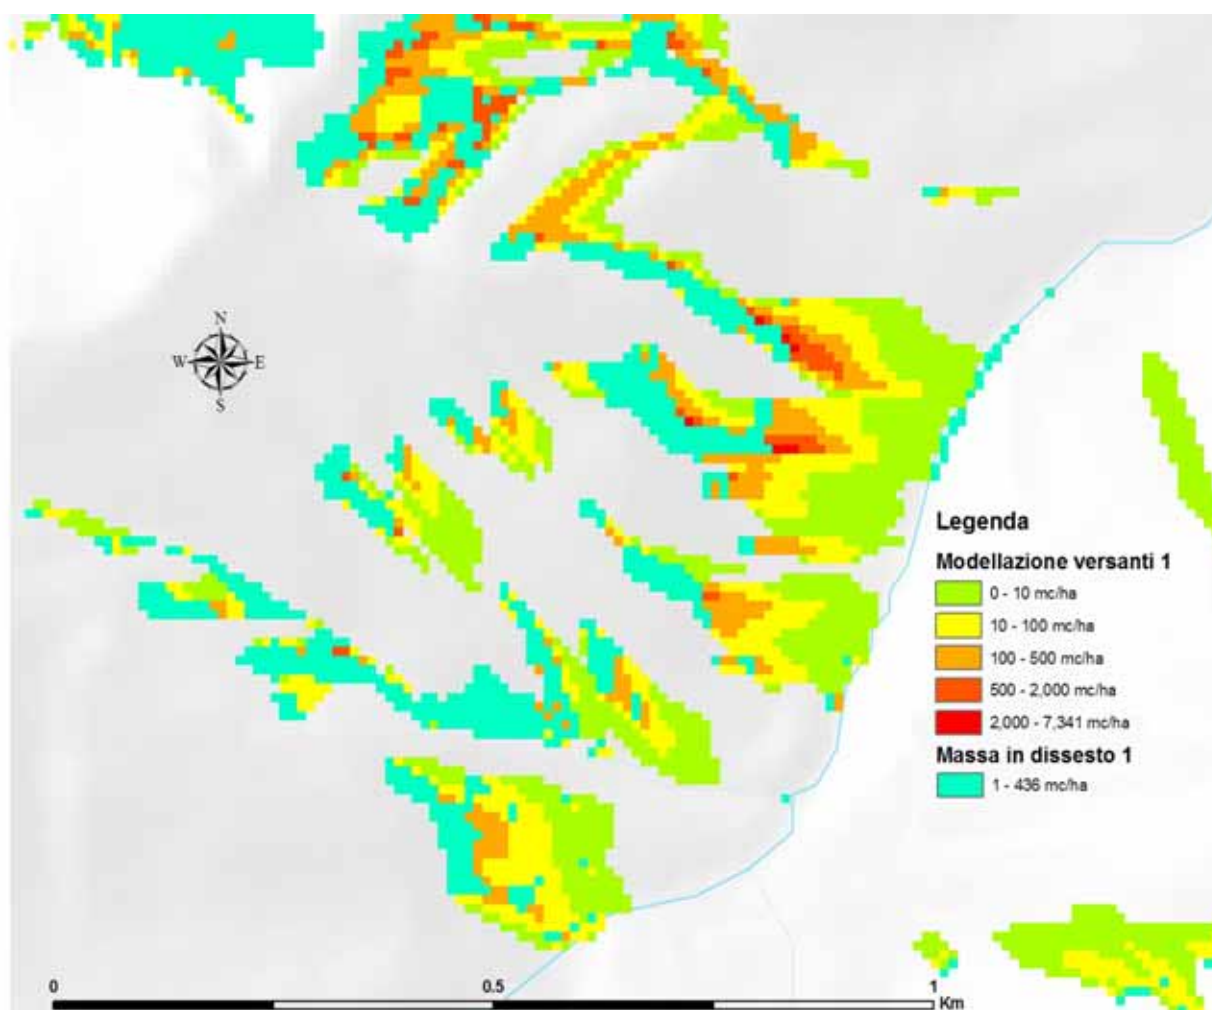 N
W E
S
Legenda
Modellazione versanti 1
0 - 10 mc/ha
10 - 100 mc/ha
100 - 500 mc/ha
500 - 2,000 mc/ha
2,000 - 7,341 mc/ha
Massa in dissesto 1
1 - 436 mc/ha
0 0.5 1
Km